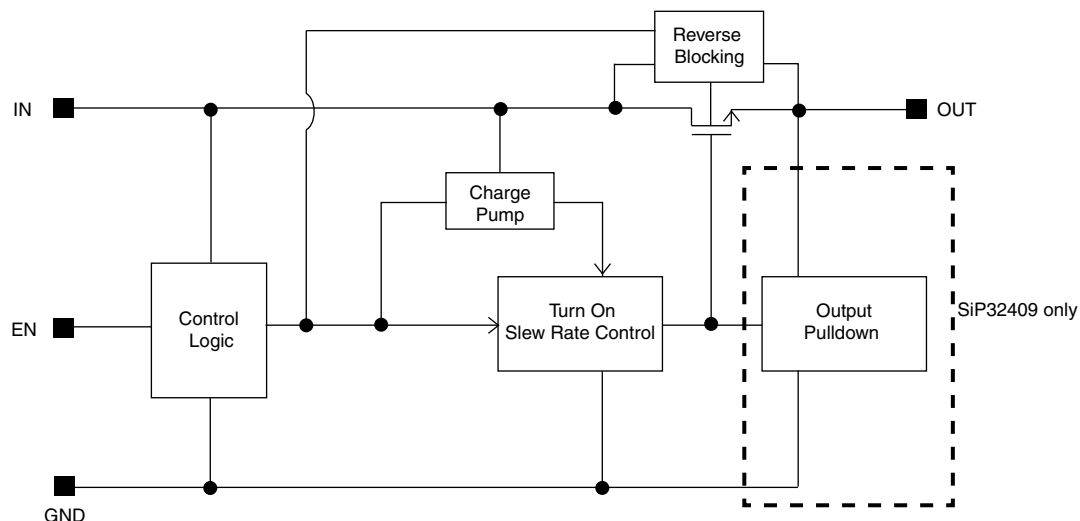 Reverse
Blocking
IN
OUT
Charge
Pump
Control
Logic
Turn On
Slew Rate Control
Output
Pulldown
EN
SiP32409 only
GND